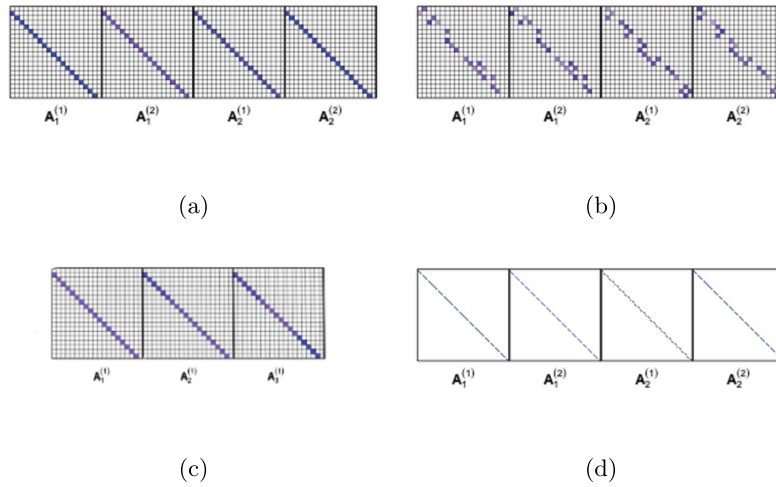 A₁⁽¹⁾ A₁⁽²⁾ A₂⁽¹⁾ A₂⁽²⁾
A₁⁽¹⁾ A₁⁽²⁾ A₂⁽¹⁾ A₂⁽²⁾
(a)
(b)
A₁⁽¹⁾ A₂⁽¹⁾ A₃⁽¹⁾
A₁⁽¹⁾ A₁⁽²⁾ A₂⁽¹⁾ A₂⁽²⁾
(c)
(d)